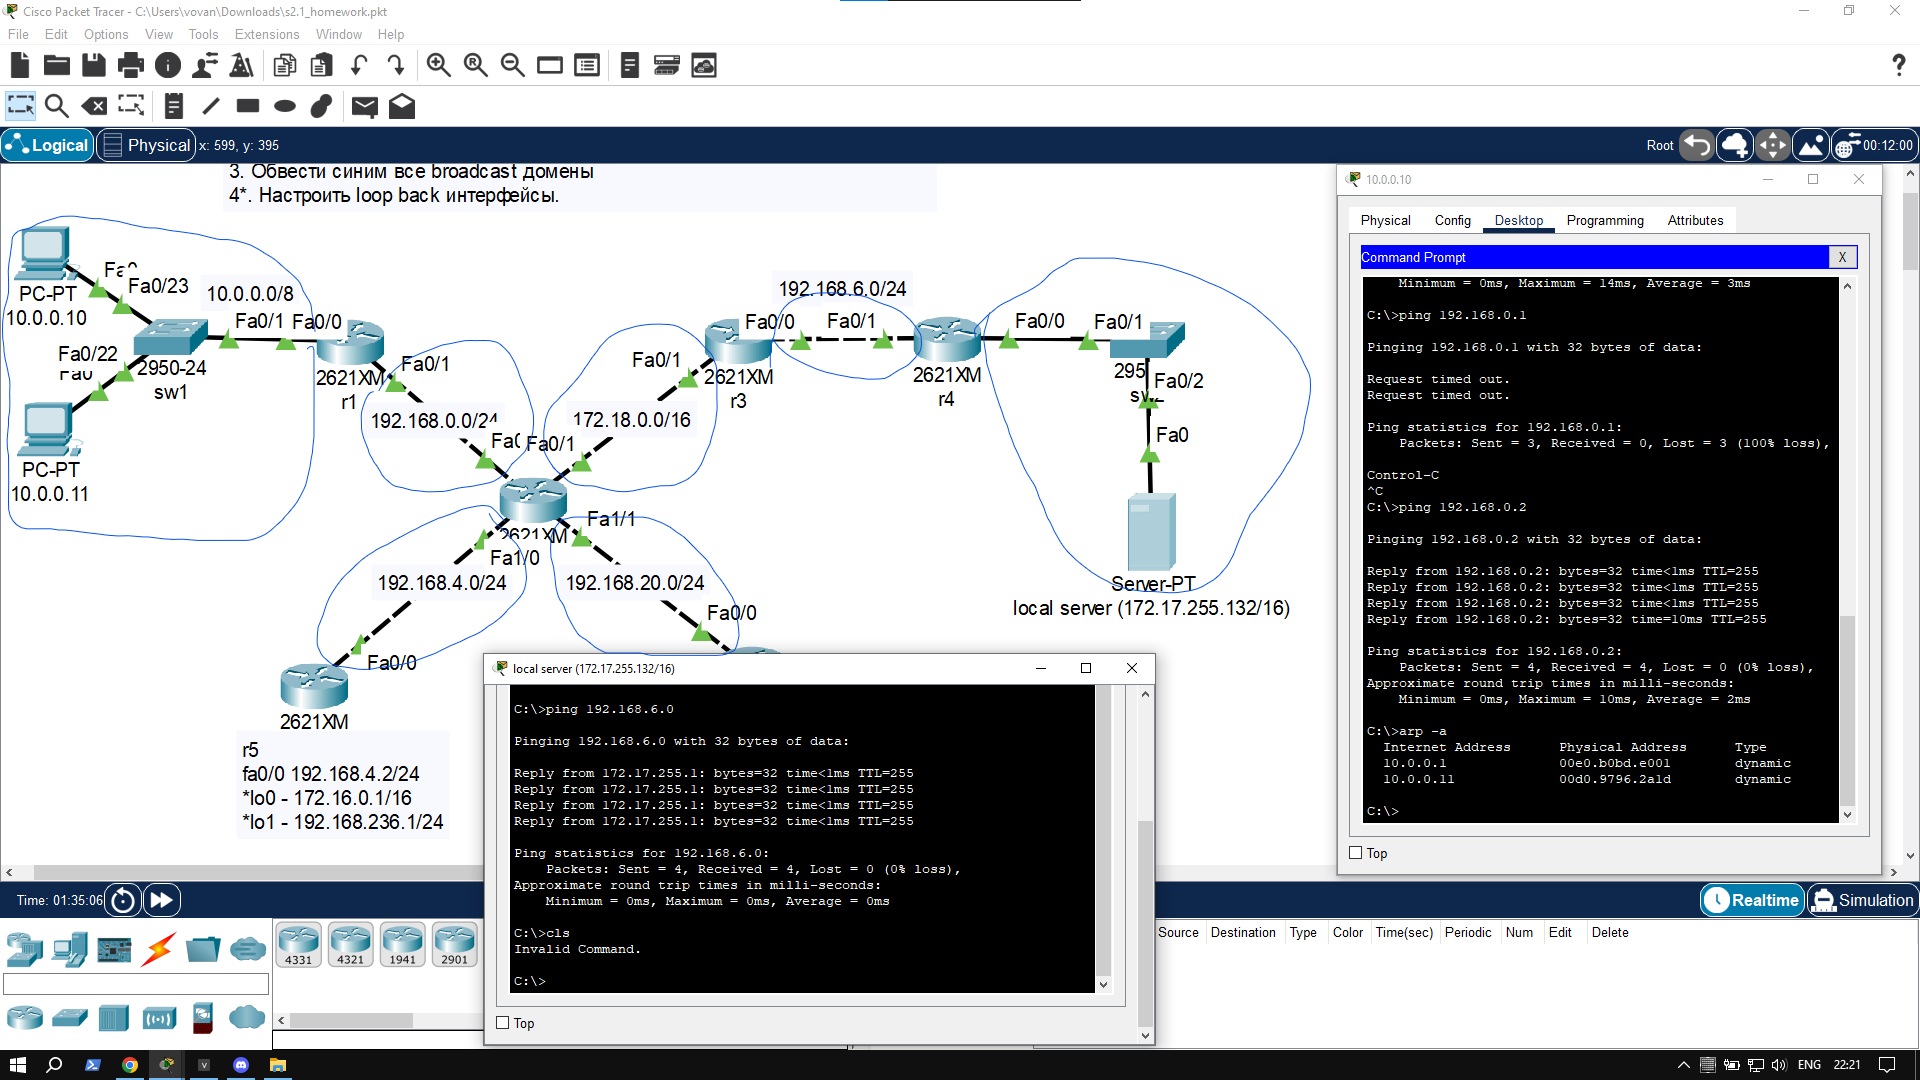 Cisco Packet Tracer - C:\Users\vovan\Downloads\s2.1_homework.pkt
File Edit Options View Tools Extensions Window Help
Logical Physical x: 599, y: 395
Root 00:12:00
3. Обвести синим все broadcast домены
4*. Настроить loop back интерфейсы.
Fa0/23
PC-PT
10.0.0.10
10.0.0.0/8
Fa0/1 Fa0/0
Fa0/22
2950-24
sw1
PC-PT
10.0.0.11
2621XM
r1
Fa0/1
192.168.0.0/24
Fa0/1
172.18.0.0/16
Fa0/1
192.168.6.0/24
Fa0/0 Fa0/1
2621XM
r3
2621XM
r4
Fa0/0 Fa0/1
295
Fa0/2
Fa0
Server-PT
local server (172.17.255.132/16)
2621XM
Fa1/1
Fa1/0
192.168.4.0/24
192.168.20.0/24
Fa0/0
Fa0/0
2621XM
r5
fa0/0 192.168.4.2/24
*lo0 - 172.16.0.1/16
*lo1 - 192.168.236.1/24
10.0.0.10
Physical Config Desktop Programming Attributes
Command Prompt X
Minimum = 0ms, Maximum = 14ms, Average = 3ms
C:\>ping 192.168.0.1
Pinging 192.168.0.1 with 32 bytes of data:
Request timed out.
Request timed out.
Ping statistics for 192.168.0.1:
Packets: Sent = 3, Received = 0, Lost = 3 (100% loss),
Control-C
^C
C:\>ping 192.168.0.2
Pinging 192.168.0.2 with 32 bytes of data:
Reply from 192.168.0.2: bytes=32 time<1ms TTL=255
Reply from 192.168.0.2: bytes=32 time<1ms TTL=255
Reply from 192.168.0.2: bytes=32 time<1ms TTL=255
Reply from 192.168.0.2: bytes=32 time=10ms TTL=255
Ping statistics for 192.168.0.2:
Packets: Sent = 4, Received = 4, Lost = 0 (0% loss),
Approximate round trip times in milli-seconds:
Minimum = 0ms, Maximum = 10ms, Average = 2ms
C:\>arp -a
Internet Address Physical Address Type
10.0.0.1 00e0.b0bd.e001 dynamic
10.0.0.11 00d0.9796.2a1d dynamic
C:\>
Top
local server (172.17.255.132/16)
C:\>ping 192.168.6.0
Pinging 192.168.6.0 with 32 bytes of data:
Reply from 172.17.255.1: bytes=32 time<1ms TTL=255
Reply from 172.17.255.1: bytes=32 time<1ms TTL=255
Reply from 172.17.255.1: bytes=32 time<1ms TTL=255
Reply from 172.17.255.1: bytes=32 time<1ms TTL=255
Ping statistics for 192.168.6.0:
Packets: Sent = 4, Received = 4, Lost = 0 (0% loss),
Approximate round trip times in milli-seconds:
Minimum = 0ms, Maximum = 0ms, Average = 0ms
C:\>cls
Invalid Command.
C:\>
Top
Time: 01:35:06
Realtime Simulation
4331 4321 1941 2901
Source Destination Type Color Time(sec) Periodic Num Edit Delete
ENG 22:21